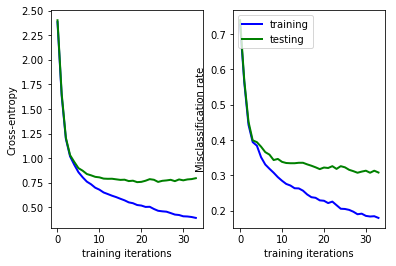 2.50
2.25
2.00
1.75
1.50
1.25
1.00
0.75
0.50
Cross-entropy
0 10 20 30
training iterations
0.7
0.6
0.5
0.4
0.3
0.2
Misclassification rate
training
testing
0 10 20 30
training iterations